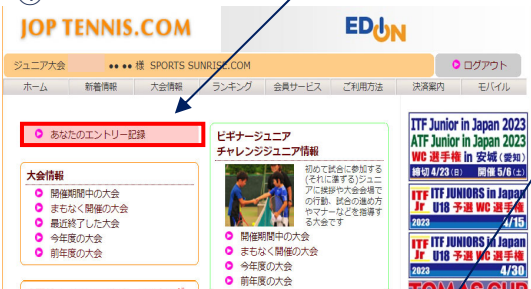 JOP TENNIS.COM
EDION
ジュニア大会 ●● ●● 様 SPORTS SUNRISE.COM
ログアウト
ホーム 新着情報 大会情報 ランキング 会員サービス ご利用方法 決済案内 モバイル
あなたのエントリー記録
大会情報
開催期間中の大会
まもなく開催の大会
最近終了した大会
今年度の大会
前年度の大会
ビギナージュニア
チャレンジジュニア情報
初めて試合に参加する
(それに準ずる)ジュニ
アに挨拶や大会会場で
の行動、試合の進め方
やマナーなどを指導す
る大会です
開催期間中の大会
まもなく開催の大会
今年度の大会
前年度の大会
ITF Junior in Japan 2023
ATF Junior in Japan 2023
WC 選手権 in 安城(愛知)
締切 4/23(日) 開催 5/6(土)
ITF ITF JUNIORS in Japan
Jr U18 予選 WC 選手権
2023 4/15
ITF ITF JUNIORS in Japan
Jr U18 予選 WC 選手権
2023 4/30